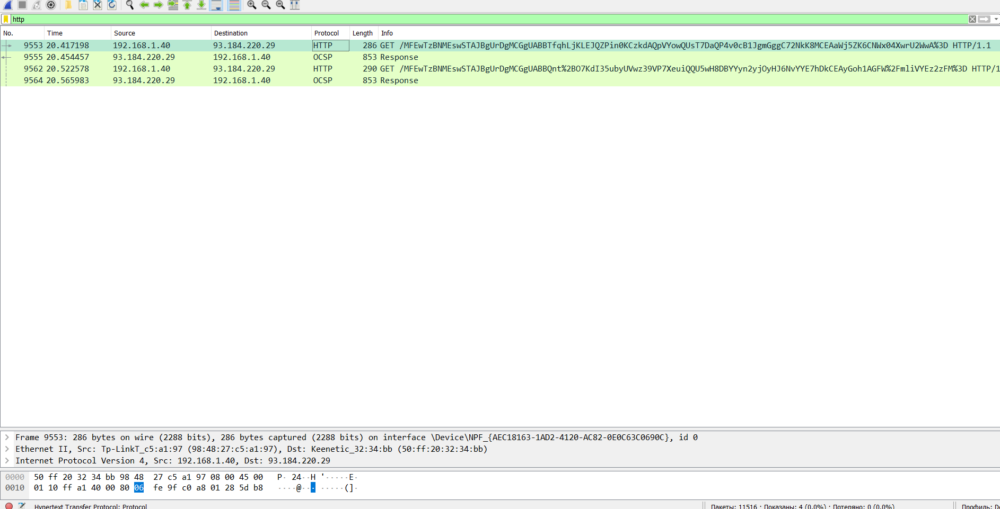 http
No. Time Source Destination Protocol Length Info
9553 20.417198 192.168.1.40 93.184.220.29 HTTP 286 GET /MFEwTzBNMEswSTAJBgUrDgMCGgUABBTfqhLjKLEJQZPin0KCzkdAQpVYowQUsT7DaQP4v0cB1JgmGggC72NkK8MCEAaWj5ZK6CNWx04XwrU2WwA%3D HTTP/1.1
9555 20.454457 93.184.220.29 192.168.1.40 OCSP 853 Response
9562 20.522578 192.168.1.40 93.184.220.29 HTTP 290 GET /MFEwTzBNMEswSTAJBgUrDgMCGgUABBQnt%2BO7KdI35ubyUVwz39VP7XeuiQQU5wH8DBYYyn2yjOyHJ6NvYYE7hDkCEAyGoh1AGFW%2FmliVYEz2zFM%3D HTTP/1
9564 20.565983 93.184.220.29 192.168.1.40 OCSP 853 Response
Frame 9553: 286 bytes on wire (2288 bits), 286 bytes captured (2288 bits) on interface \Device\NPF_{AEC18163-1AD2-4120-AC82-0E0C63C0690C}, id 0
Ethernet II, Src: Tp-LinkT_c5:a1:97 (98:48:27:c5:a1:97), Dst: Keenetic_32:34:bb (50:ff:20:32:34:bb)
Internet Protocol Version 4, Src: 192.168.1.40, Dst: 93.184.220.29
0000 50 ff 20 32 34 bb 98 48 27 c5 a1 97 08 00 45 00 P· 24··H '·····E·
0010 01 10 ff a1 40 00 80 06 fe 9f c0 a8 01 28 5d b8 ····@··· ·····(]·
Hypertext Transfer Protocol: Protocol Пакеты: 11516 · Показаны: 4 (0.0%) · Потеряно: 0 (0.0%) Профиль: De